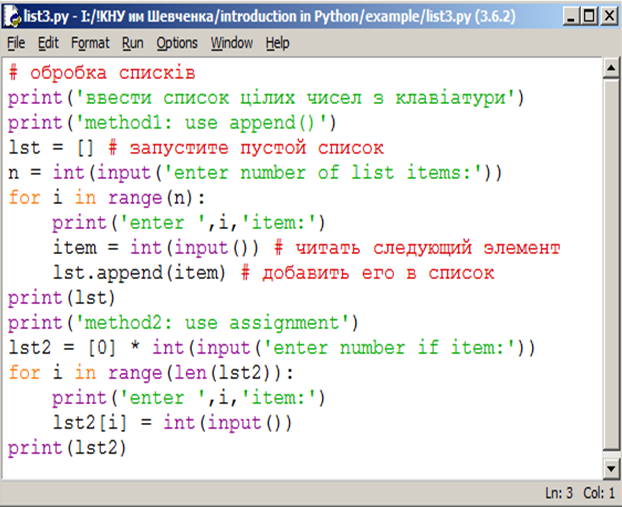 list3.py - I:/!КНУ им Шевченка/introduction in Python/example/list3.py (3.6.2)
File Edit Format Run Options Window Help
# обробка списків
print('ввести список цілих чисел з клавіатури')
print('method1: use append()')
lst = [] # запустите пустой список
n = int(input('enter number of list items:'))
for i in range(n):
    print('enter ',i,'item:')
    item = int(input()) # читать следующий элемент
    lst.append(item) # добавить его в список
print(lst)
print('method2: use assignment')
lst2 = [0] * int(input('enter number if item:'))
for i in range(len(lst2)):
    print('enter ',i,'item:')
    lst2[i] = int(input())
print(lst2)
Ln: 3 Col: 1